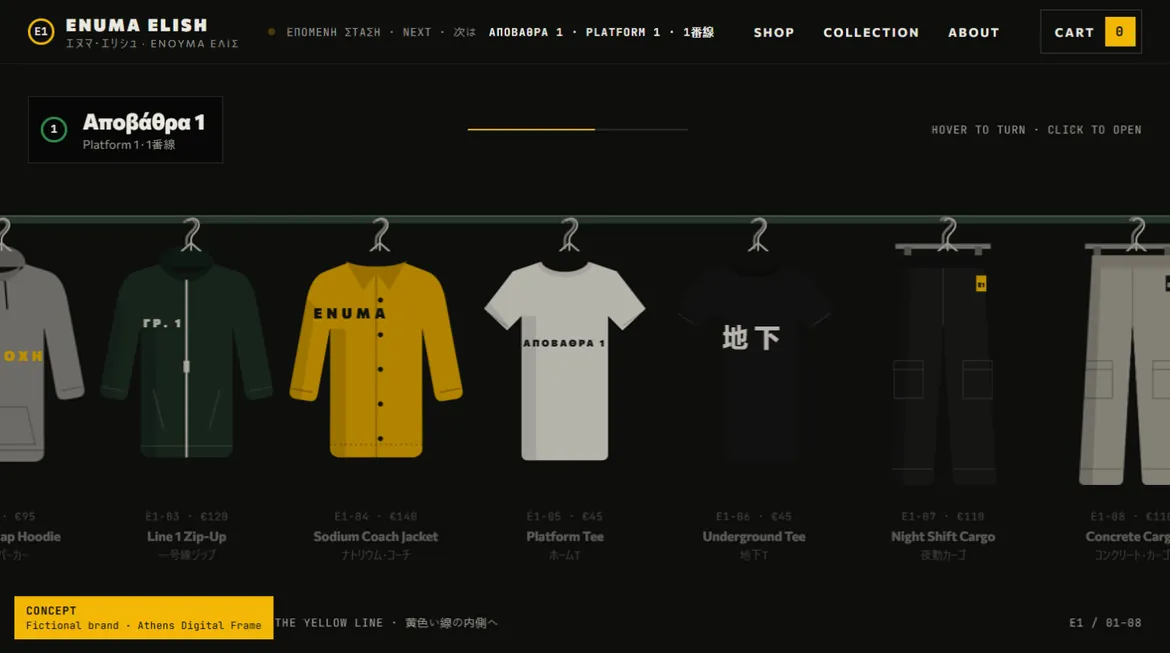 E1
ENUMA ELISH
エヌマ·エリシュ · ΕΝΟΥΜΑ ΕΛΙΣ
ΕΠΟΜΕΝΗ ΣΤΑΣΗ · NEXT · 次は ΑΠΟΒΑΘΡΑ 1 · PLATFORM 1 · 1番線
SHOP
COLLECTION
ABOUT
CART 0
1
Αποβάθρα 1
Platform 1 · 1番線
HOVER TO TURN · CLICK TO OPEN
ΟΧΗ
ΓΡ. 1
ENUMA
ΑΠΟΒΑΘΡΑ 1
地下
E1
· €95
ap Hoodie
パーカー
E1-03 · €120
Line 1 Zip-Up
一号線ジップ
E1-04 · €140
Sodium Coach Jacket
ナトリウム·コーチ
E1-05 · €45
Platform Tee
ホームT
E1-06 · €45
Underground Tee
地下T
E1-07 · €110
Night Shift Cargo
夜勤カーゴ
E1-08 · €110
Concrete Carg
コンクリート·カーゴ
CONCEPT
Fictional brand · Athens Digital Frame
THE YELLOW LINE · 黄色い線の内側へ
E1 / 01-08